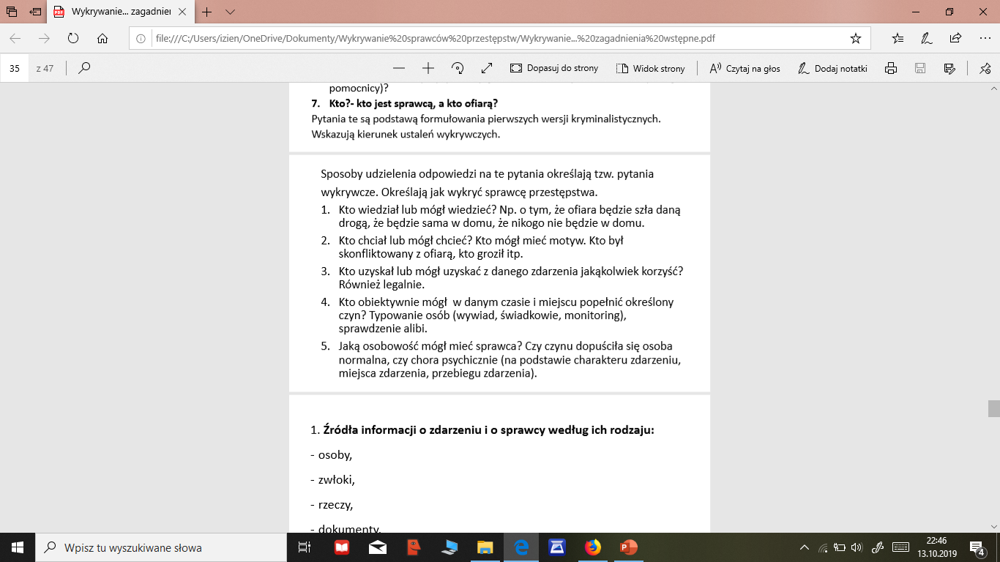 Wykrywanie... zagadnier
file:///C:/Users/izien/OneDrive/Dokumenty/Wykrywanie%20sprawców%20przestępstw/Wykrywanie...%20zagadnienia%20wstępne.pdf
35 z 47 Dopasuj do strony Widok strony Czytaj na głos Dodaj notatki
pomocnicy)?
7. Kto?- kto jest sprawcą, a kto ofiarą?
Pytania te są podstawą formułowania pierwszych wersji kryminalistycznych.
Wskazują kierunek ustaleń wykrywczych.
Sposoby udzielenia odpowiedzi na te pytania określają tzw. pytania
wykrywcze. Określają jak wykryć sprawcę przestępstwa.
1. Kto wiedział lub mógł wiedzieć? Np. o tym, że ofiara będzie szła daną
drogą, że będzie sama w domu, że nikogo nie będzie w domu.
2. Kto chciał lub mógł chcieć? Kto mógł mieć motyw. Kto był
skonfliktowany z ofiarą, kto groził itp.
3. Kto uzyskał lub mógł uzyskać z danego zdarzenia jakąkolwiek korzyść?
Również legalnie.
4. Kto obiektywnie mógł w danym czasie i miejscu popełnić określony
czyn? Typowanie osób (wywiad, świadkowie, monitoring),
sprawdzenie alibi.
5. Jaką osobowość mógł mieć sprawca? Czy czynu dopuściła się osoba
normalna, czy chora psychicznie (na podstawie charakteru zdarzeniu,
miejsca zdarzenia, przebiegu zdarzenia).
1. Źródła informacji o zdarzeniu i o sprawcy według ich rodzaju:
- osoby,
- zwłoki,
- rzeczy,
- dokumenty,
Wpisz tu wyszukiwane słowa
22:46
13.10.2019
4